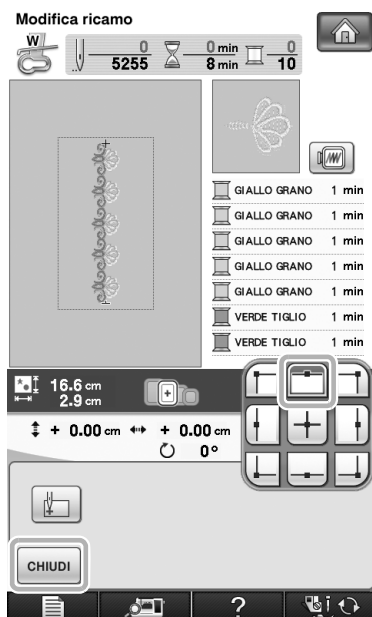 Modifica ricamo
W
0 0 min 0
5255 8 min 10
GIALLO GRANO 1 min
GIALLO GRANO 1 min
GIALLO GRANO 1 min
GIALLO GRANO 1 min
GIALLO GRANO 1 min
VERDE TIGLIO 1 min
VERDE TIGLIO 1 min
16.6 cm
2.9 cm
+ 0.00 cm + 0.00 cm
0°
CHIUDI
?